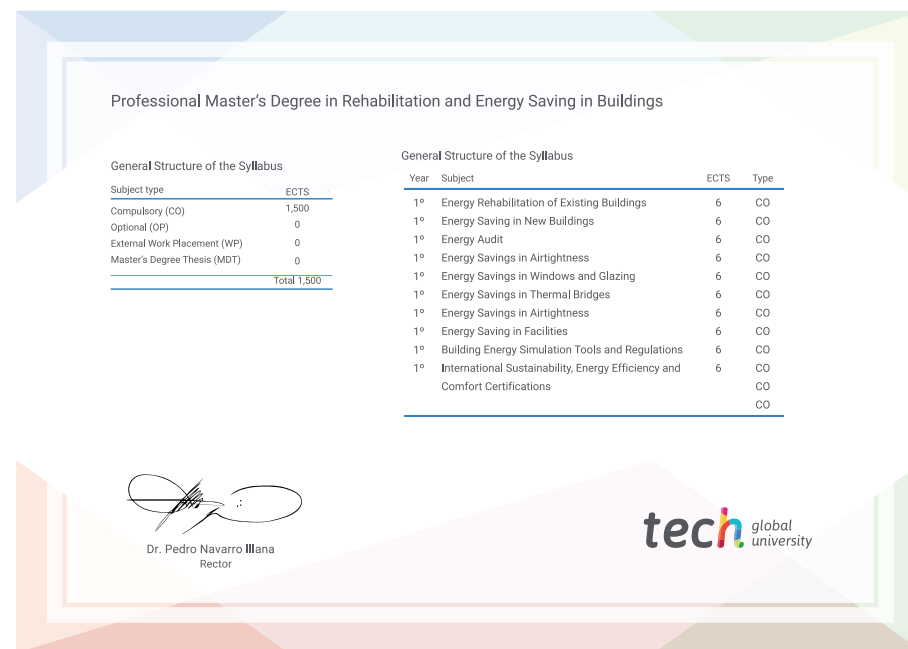 Professional Master's Degree in Rehabilitation and Energy Saving in Buildings
General Structure of the Syllabus
Subject type ECTS
Compulsory (CO) 1,500
Optional (OP) 0
External Work Placement (WP) 0
Master's Degree Thesis (MDT) 0
Total 1,500
General Structure of the Syllabus
Year Subject ECTS Type
1º Energy Rehabilitation of Existing Buildings 6 CO
1º Energy Saving in New Buildings 6 CO
1º Energy Audit 6 CO
1º Energy Savings in Airtightness 6 CO
1º Energy Savings in Windows and Glazing 6 CO
1º Energy Savings in Thermal Bridges 6 CO
1º Energy Savings in Airtightness 6 CO
1º Energy Saving in Facilities 6 CO
1º Building Energy Simulation Tools and Regulations 6 CO
1º International Sustainability, Energy Efficiency and 6 CO
Comfort Certifications CO
CO
Dr. Pedro Navarro Illana
Rector
tech global
university